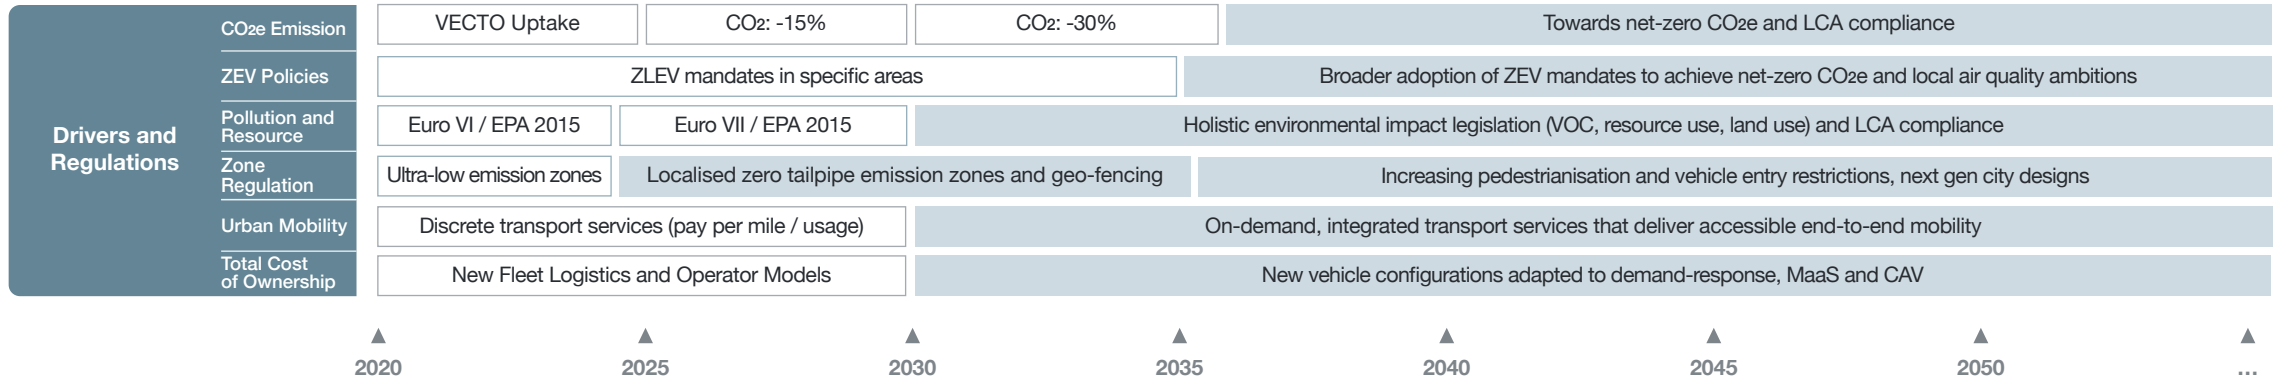 Drivers and
Regulations
CO2e Emission
VECTO Uptake
CO2: -15%
CO2: -30%
Towards net-zero CO2e and LCA compliance
ZEV Policies
ZLEV mandates in specific areas
Broader adoption of ZEV mandates to achieve net-zero CO2e and local air quality ambitions
Pollution and
Resource
Euro VI / EPA 2015
Euro VII / EPA 2015
Holistic environmental impact legislation (VOC, resource use, land use) and LCA compliance
Zone
Regulation
Ultra-low emission zones
Localised zero tailpipe emission zones and geo-fencing
Increasing pedestrianisation and vehicle entry restrictions, next gen city designs
Urban Mobility
Discrete transport services (pay per mile / usage)
On-demand, integrated transport services that deliver accessible end-to-end mobility
Total Cost
of Ownership
New Fleet Logistics and Operator Models
New vehicle configurations adapted to demand-response, MaaS and CAV
2020
2025
2030
2035
2040
2045
2050
...